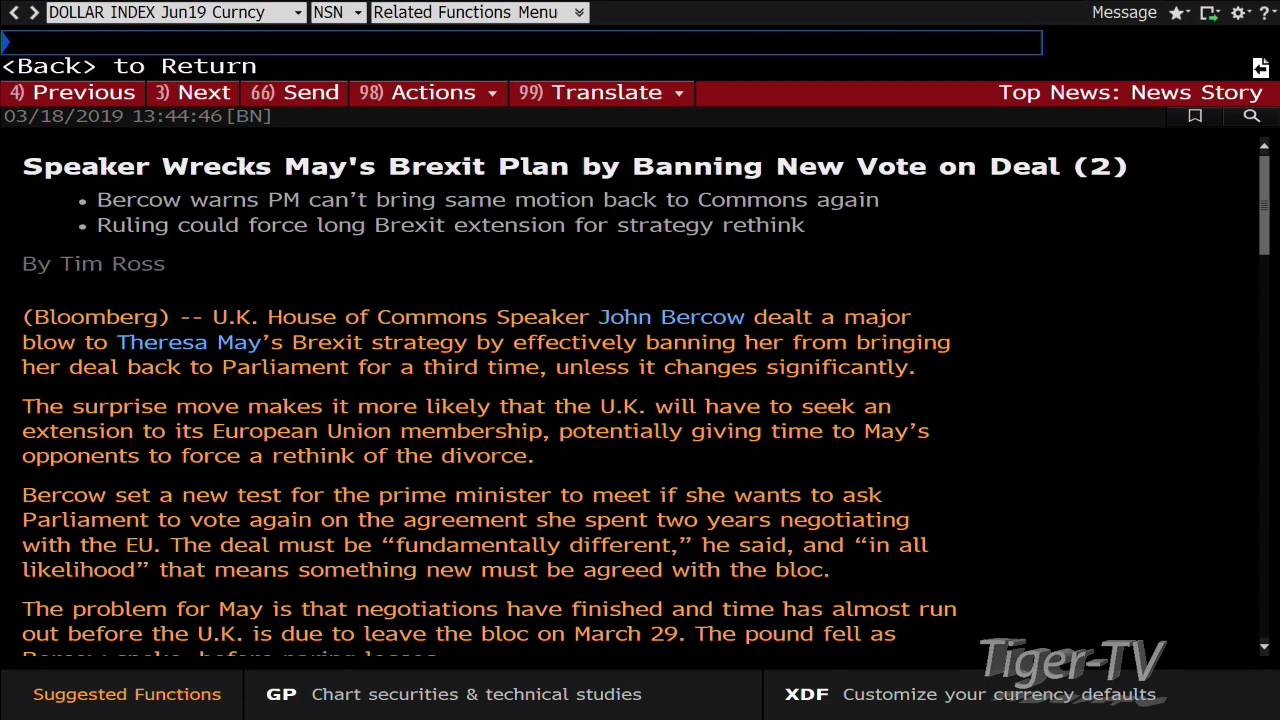 DOLLAR INDEX Jun19 Curncy NSN Related Functions Menu Message ?
<Back> to Return
4) Previous 3) Next 66) Send 98) Actions 99) Translate Top News: News Story
03/18/2019 13:44:46[BN]
Speaker Wrecks May's Brexit Plan by Banning New Vote on Deal (2)
• Bercow warns PM can't bring same motion back to Commons again
• Ruling could force long Brexit extension for strategy rethink
By Tim Ross
(Bloomberg) -- U.K. House of Commons Speaker John Bercow dealt a major
blow to Theresa May's Brexit strategy by effectively banning her from bringing
her deal back to Parliament for a third time, unless it changes significantly.
The surprise move makes it more likely that the U.K. will have to seek an
extension to its European Union membership, potentially giving time to May's
opponents to force a rethink of the divorce.
Bercow set a new test for the prime minister to meet if she wants to ask
Parliament to vote again on the agreement she spent two years negotiating
with the EU. The deal must be “fundamentally different,” he said, and “in all
likelihood” that means something new must be agreed with the bloc.
The problem for May is that negotiations have finished and time has almost run
out before the U.K. is due to leave the bloc on March 29. The pound fell as
Bercow spoke, before paring losses.
Tiger-TV
Suggested Functions GP Chart securities & technical studies XDF Customize your currency defaults